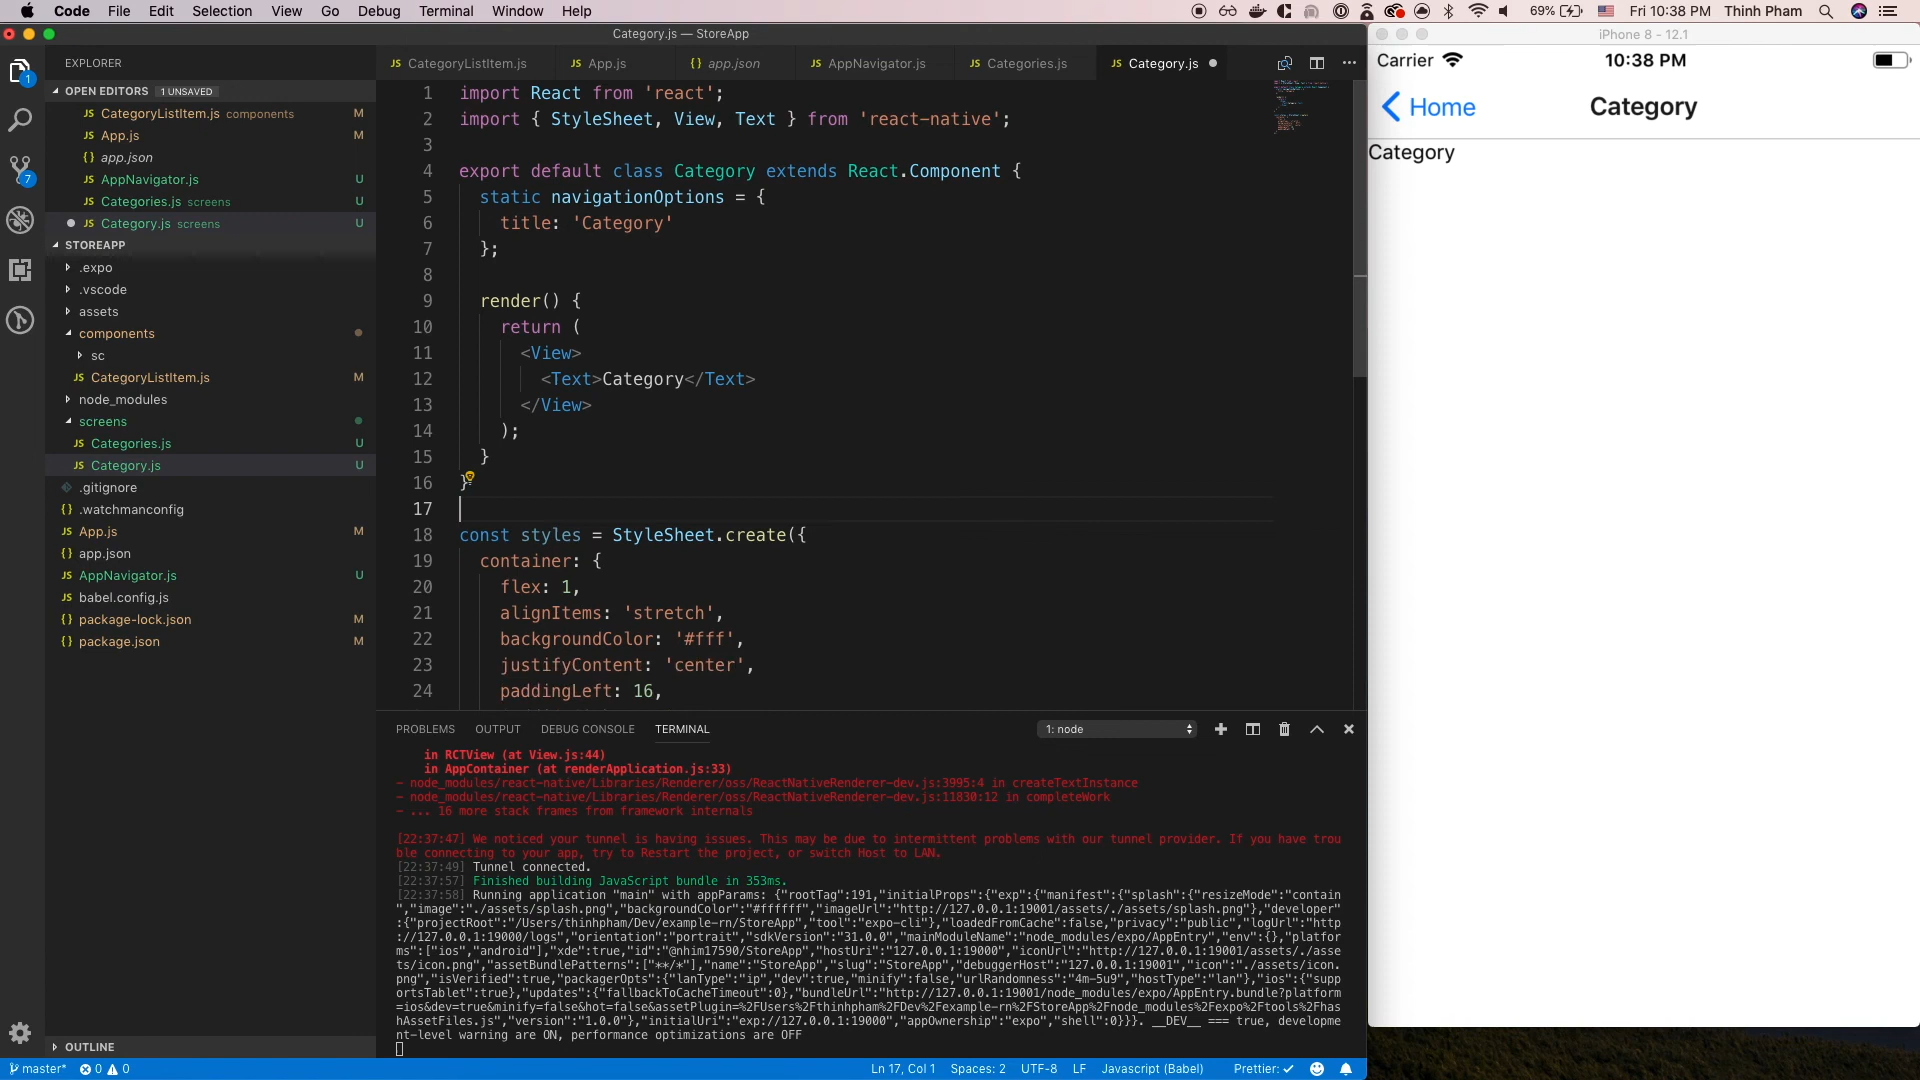 Code File Edit Selection View Go Debug Terminal Window Help 69% Fri 10:38 PM Thinh Pham
Category.js — StoreApp
iPhone 8 - 12.1
EXPLORER
JS CategoryListItem.js JS App.js {} app.json JS AppNavigator.js JS Categories.js JS Category.js
OPEN EDITORS 1 UNSAVED
JS CategoryListItem.js components M
JS App.js M
{} app.json
JS AppNavigator.js U
JS Categories.js screens U
JS Category.js screens U
STOREAPP
.expo
.vscode
assets
components
sc
JS CategoryListItem.js M
node_modules
screens
JS Categories.js U
JS Category.js U
.gitignore
{} .watchmanconfig
JS App.js M
{} app.json
JS AppNavigator.js U
JS babel.config.js
{} package-lock.json M
{} package.json M
OUTLINE
1 import React from 'react';
2 import { StyleSheet, View, Text } from 'react-native';
3
4 export default class Category extends React.Component {
5 static navigationOptions = {
6 title: 'Category'
7 };
8
9 render() {
10 return (
11 <View>
12 <Text>Category</Text>
13 </View>
14 );
15 }
16 }
17
18 const styles = StyleSheet.create({
19 container: {
20 flex: 1,
21 alignItems: 'stretch',
22 backgroundColor: '#fff',
23 justifyContent: 'center',
24 paddingLeft: 16,
PROBLEMS OUTPUT DEBUG CONSOLE TERMINAL 1: node
in RCTView (at View.js:44)
in AppContainer (at renderApplication.js:33)
- node_modules/react-native/Libraries/Renderer/oss/ReactNativeRenderer-dev.js:3995:4 in createTextInstance
- node_modules/react-native/Libraries/Renderer/oss/ReactNativeRenderer-dev.js:11830:12 in completeWork
- ... 16 more stack frames from framework internals
[22:37:47] We noticed your tunnel is having issues. This may be due to intermittent problems with our tunnel provider. If you have trou
ble connecting to your app, try to Restart the project, or switch Host to LAN.
[22:37:49] Tunnel connected.
[22:37:57] Finished building JavaScript bundle in 353ms.
[22:37:58] Running application "main" with appParams: {"rootTag":191,"initialProps":{"exp":{"manifest":{"splash":{"resizeMode":"contain
","image":"./assets/splash.png","backgroundColor":"#ffffff","imageUrl":"http://127.0.0.1:19001/assets/./assets/splash.png"},"developer"
:{"projectRoot":"/Users/thinhpham/Dev/example-rn/StoreApp","tool":"expo-cli"},"loadedFromCache":false,"privacy":"public","logUrl":"http
://127.0.0.1:19000/logs","orientation":"portrait","sdkVersion":"31.0.0","mainModuleName":"node_modules/expo/AppEntry","env":{},"platfor
ms":["ios","android"],"xde":true,"id":"@nhim17590/StoreApp","hostUri":"127.0.0.1:19000","iconUrl":"http://127.0.0.1:19001/assets/./asse
ts/icon.png","assetBundlePatterns":["**/*"],"name":"StoreApp","slug":"StoreApp","debuggerHost":"127.0.0.1:19001","icon":"./assets/icon.
png","isVerified":true,"packagerOpts":{"lanType":"ip","dev":true,"minify":false,"urlRandomness":"4m-5u9","hostType":"lan"},"ios":{"supp
ortsTablet":true},"updates":{"fallbackToCacheTimeout":0},"bundleUrl":"http://127.0.0.1:19001/node_modules/expo/AppEntry.bundle?platform
=ios&dev=true&minify=false&hot=false&assetPlugin=%2FUsers%2Fthinhpham%2FDev%2Fexample-rn%2FStoreApp%2Fnode_modules%2Fexpo%2Ftools%2Fhas
hAssetFiles.js","version":"1.0.0"},"initialUri":"exp://127.0.0.1:19000","appOwnership":"expo","shell":0}}}. __DEV__ === true, developme
nt-level warning are ON, performance optimizations are OFF
master* 0 0 Ln 17, Col 1 Spaces: 2 UTF-8 LF Javascript (Babel) Prettier: ✓
Carrier 10:38 PM
Home Category
Category